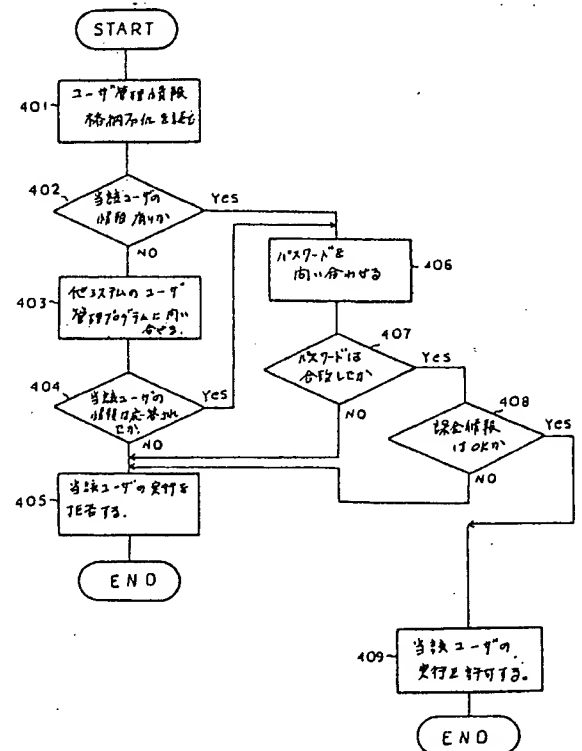 START
401
ユーザ管理情報
格納ファイルを読む
402
当該ユーザの
情報有りか
Yes
NO
403
他システムのユーザ
管理プログラムに問い
合せる.
404
当該ユーザの
情報は応答され
たか
Yes
NO
405
当該ユーザの実行を
拒否する.
END
パスワードを
問い合わせる
406
407
パスワードは
合致したか
Yes
NO
408
課金情報
はOKか
Yes
NO
409
当該ユーザの
実行を許可する。
END